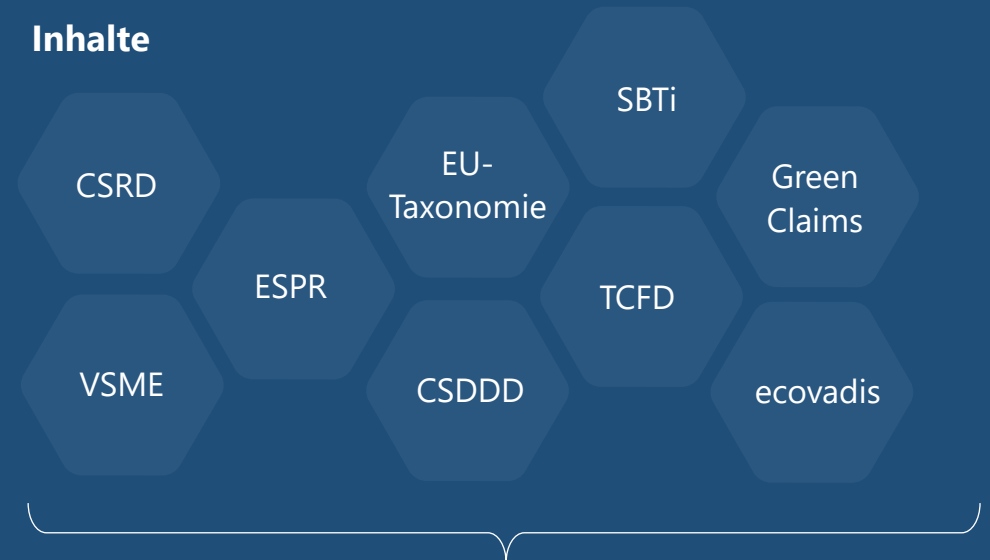 Inhalte
SBTi
CSRD
EU-
Taxonomie
Green
Claims
ESPR
TCFD
VSME
CSDDD
ecovadis